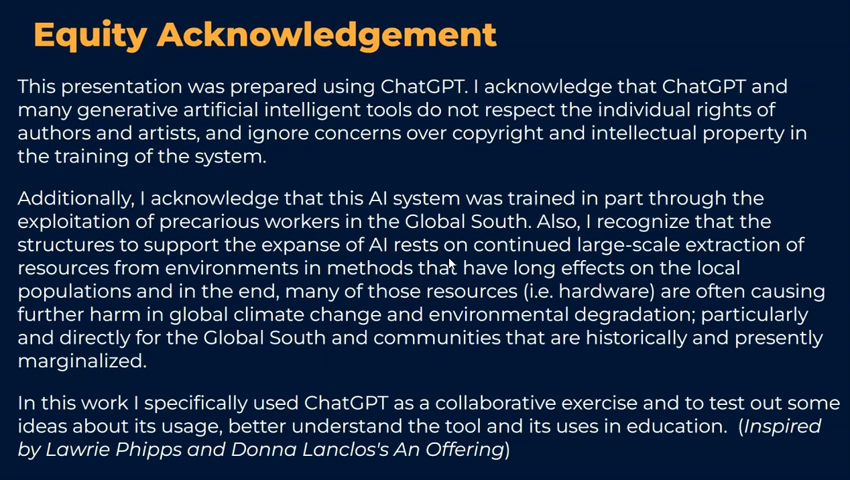 Equity Acknowledgement
This presentation was prepared using ChatGPT. I acknowledge that ChatGPT and
many generative artificial intelligent tools do not respect the individual rights of
authors and artists, and ignore concerns over copyright and intellectual property in
the training of the system.
Additionally, I acknowledge that this AI system was trained in part through the
exploitation of precarious workers in the Global South. Also, I recognize that the
structures to support the expanse of AI rests on continued large-scale extraction of
resources from environments in methods that have long effects on the local
populations and in the end, many of those resources (i.e. hardware) are often causing
further harm in global climate change and environmental degradation; particularly
and directly for the Global South and communities that are historically and presently
marginalized.
In this work I specifically used ChatGPT as a collaborative exercise and to test out some
ideas about its usage, better understand the tool and its uses in education.  (Inspired
by Lawrie Phipps and Donna Lanclos's An Offering)